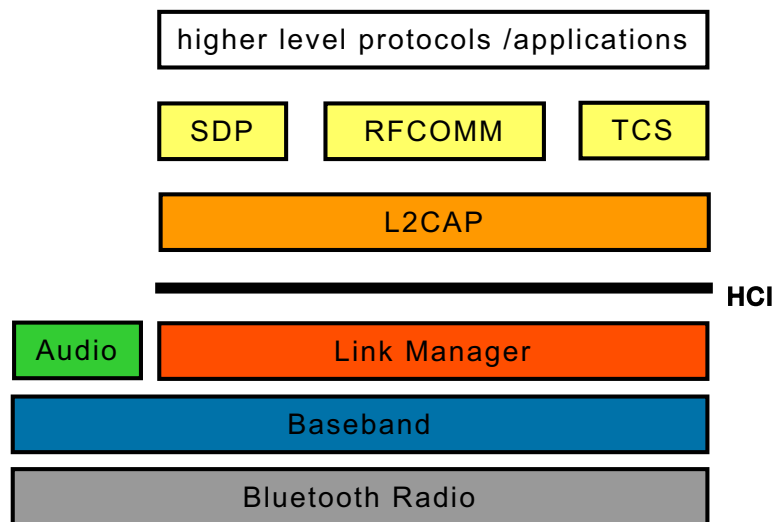 higher level protocols /applications
SDP RFCOMM TCS
L2CAP
HCI
Audio Link Manager
Baseband
Bluetooth Radio